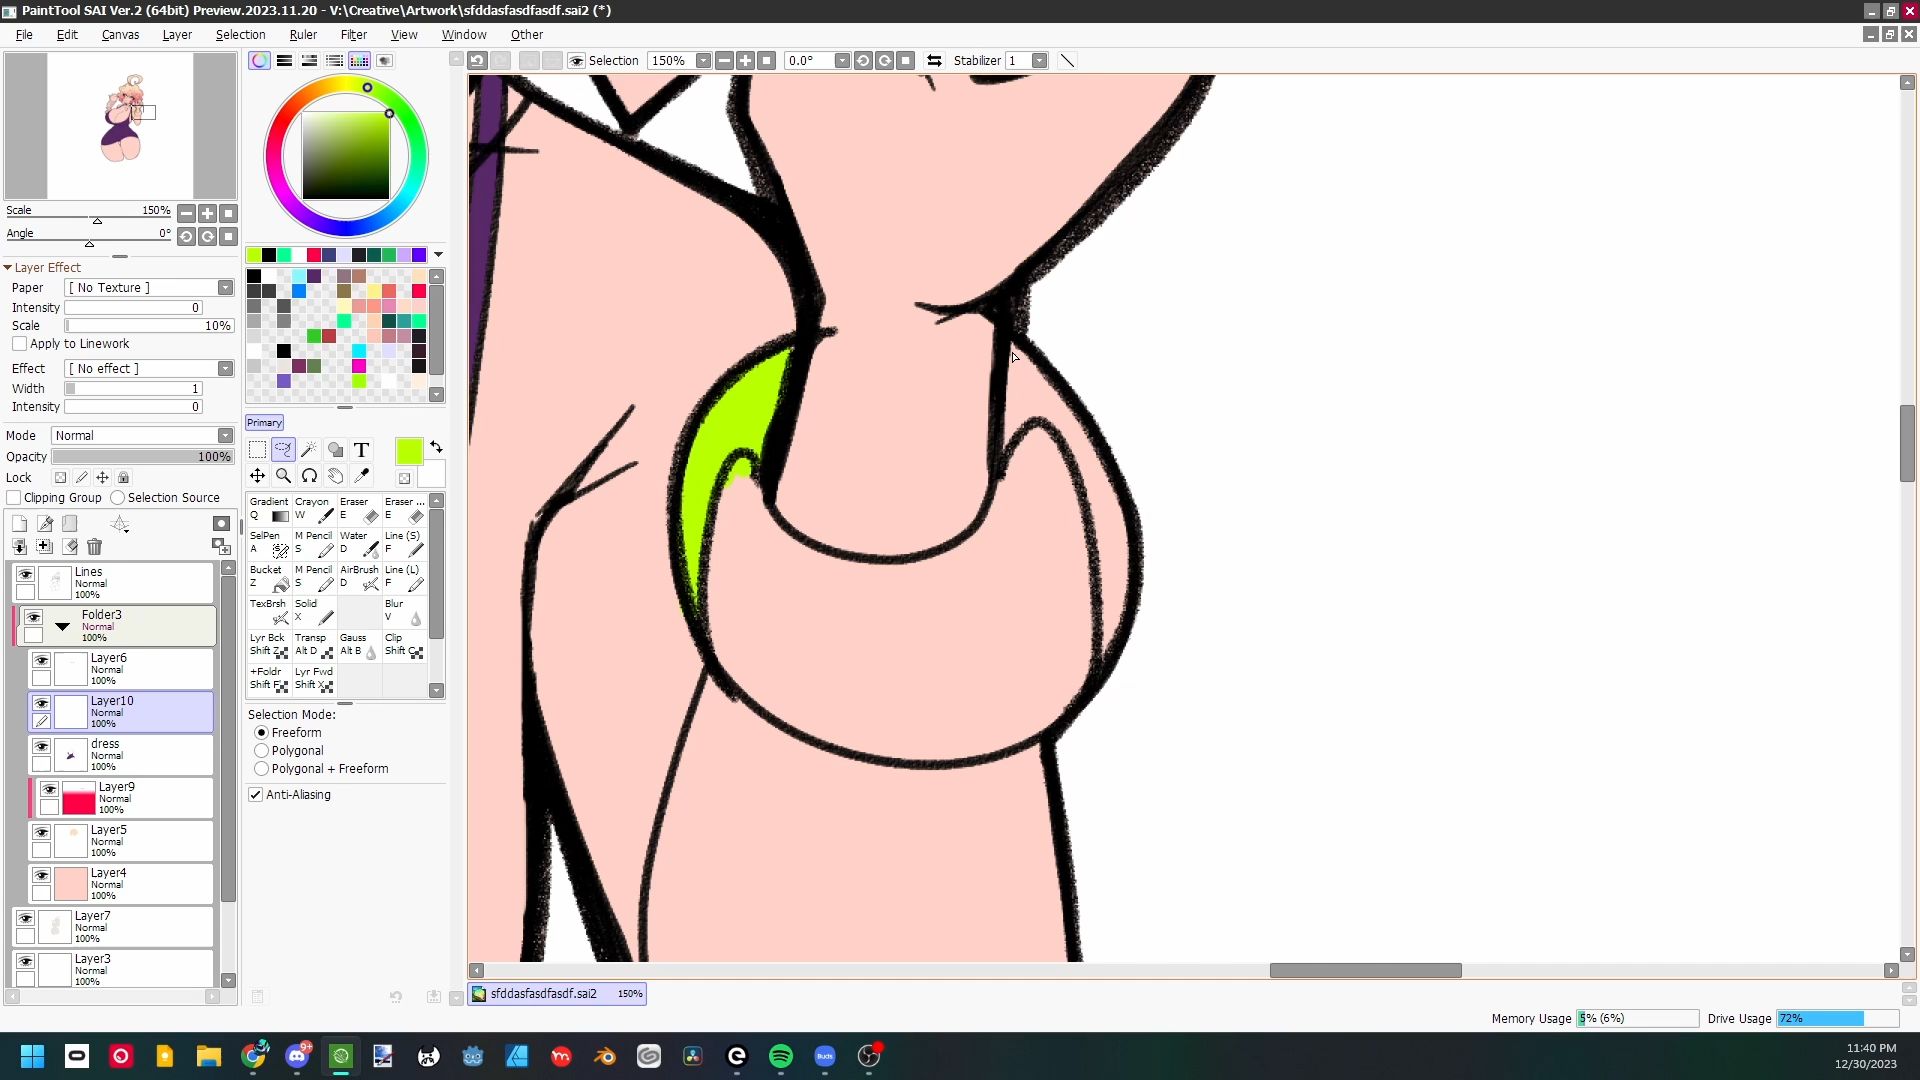 PaintTool SAI Ver.2 (64bit) Preview.2023.11.20 - V:\Creative\Artwork\sfddasfasdfasdf.sai2 (*)
File Edit Canvas Layer Selection Ruler Filter View Window Other
Selection 150% 0.0° Stabilizer 1
Scale 150%
Angle 0°
Layer Effect
Paper [ No Texture ]
Intensity 0
Scale 10%
Apply to Linework
Effect [ No effect ]
Width 1
Intensity 0
Mode Normal
Opacity 100%
Lock
Clipping Group Selection Source
Lines
Normal
100%
Folder3
Normal
100%
Layer6
Normal
100%
Layer10
Normal
100%
dress
Normal
100%
Layer9
Normal
100%
Layer5
Normal
100%
Layer4
Normal
100%
Layer7
Normal
100%
Layer3
Normal
100%
Primary
T
Gradient Crayon Eraser Eraser ...
Q W E E
SelPen M Pencil Water Line (S)
A S D F
Bucket M Pencil AirBrush Line (L)
Z S D F
TexBrsh Solid Blur
X V
Lyr Bck Transp Gauss Clip
Shift Z Alt D Alt B Shift C
+Foldr Lyr Fwd
Shift F Shift X
Selection Mode:
Freeform
Polygonal
Polygonal + Freeform
Anti-Aliasing
sfddasfasdfasdf.sai2 150%
Memory Usage 5% (6%) Drive Usage 72%
9+
Buds
11:40 PM
12/30/2023